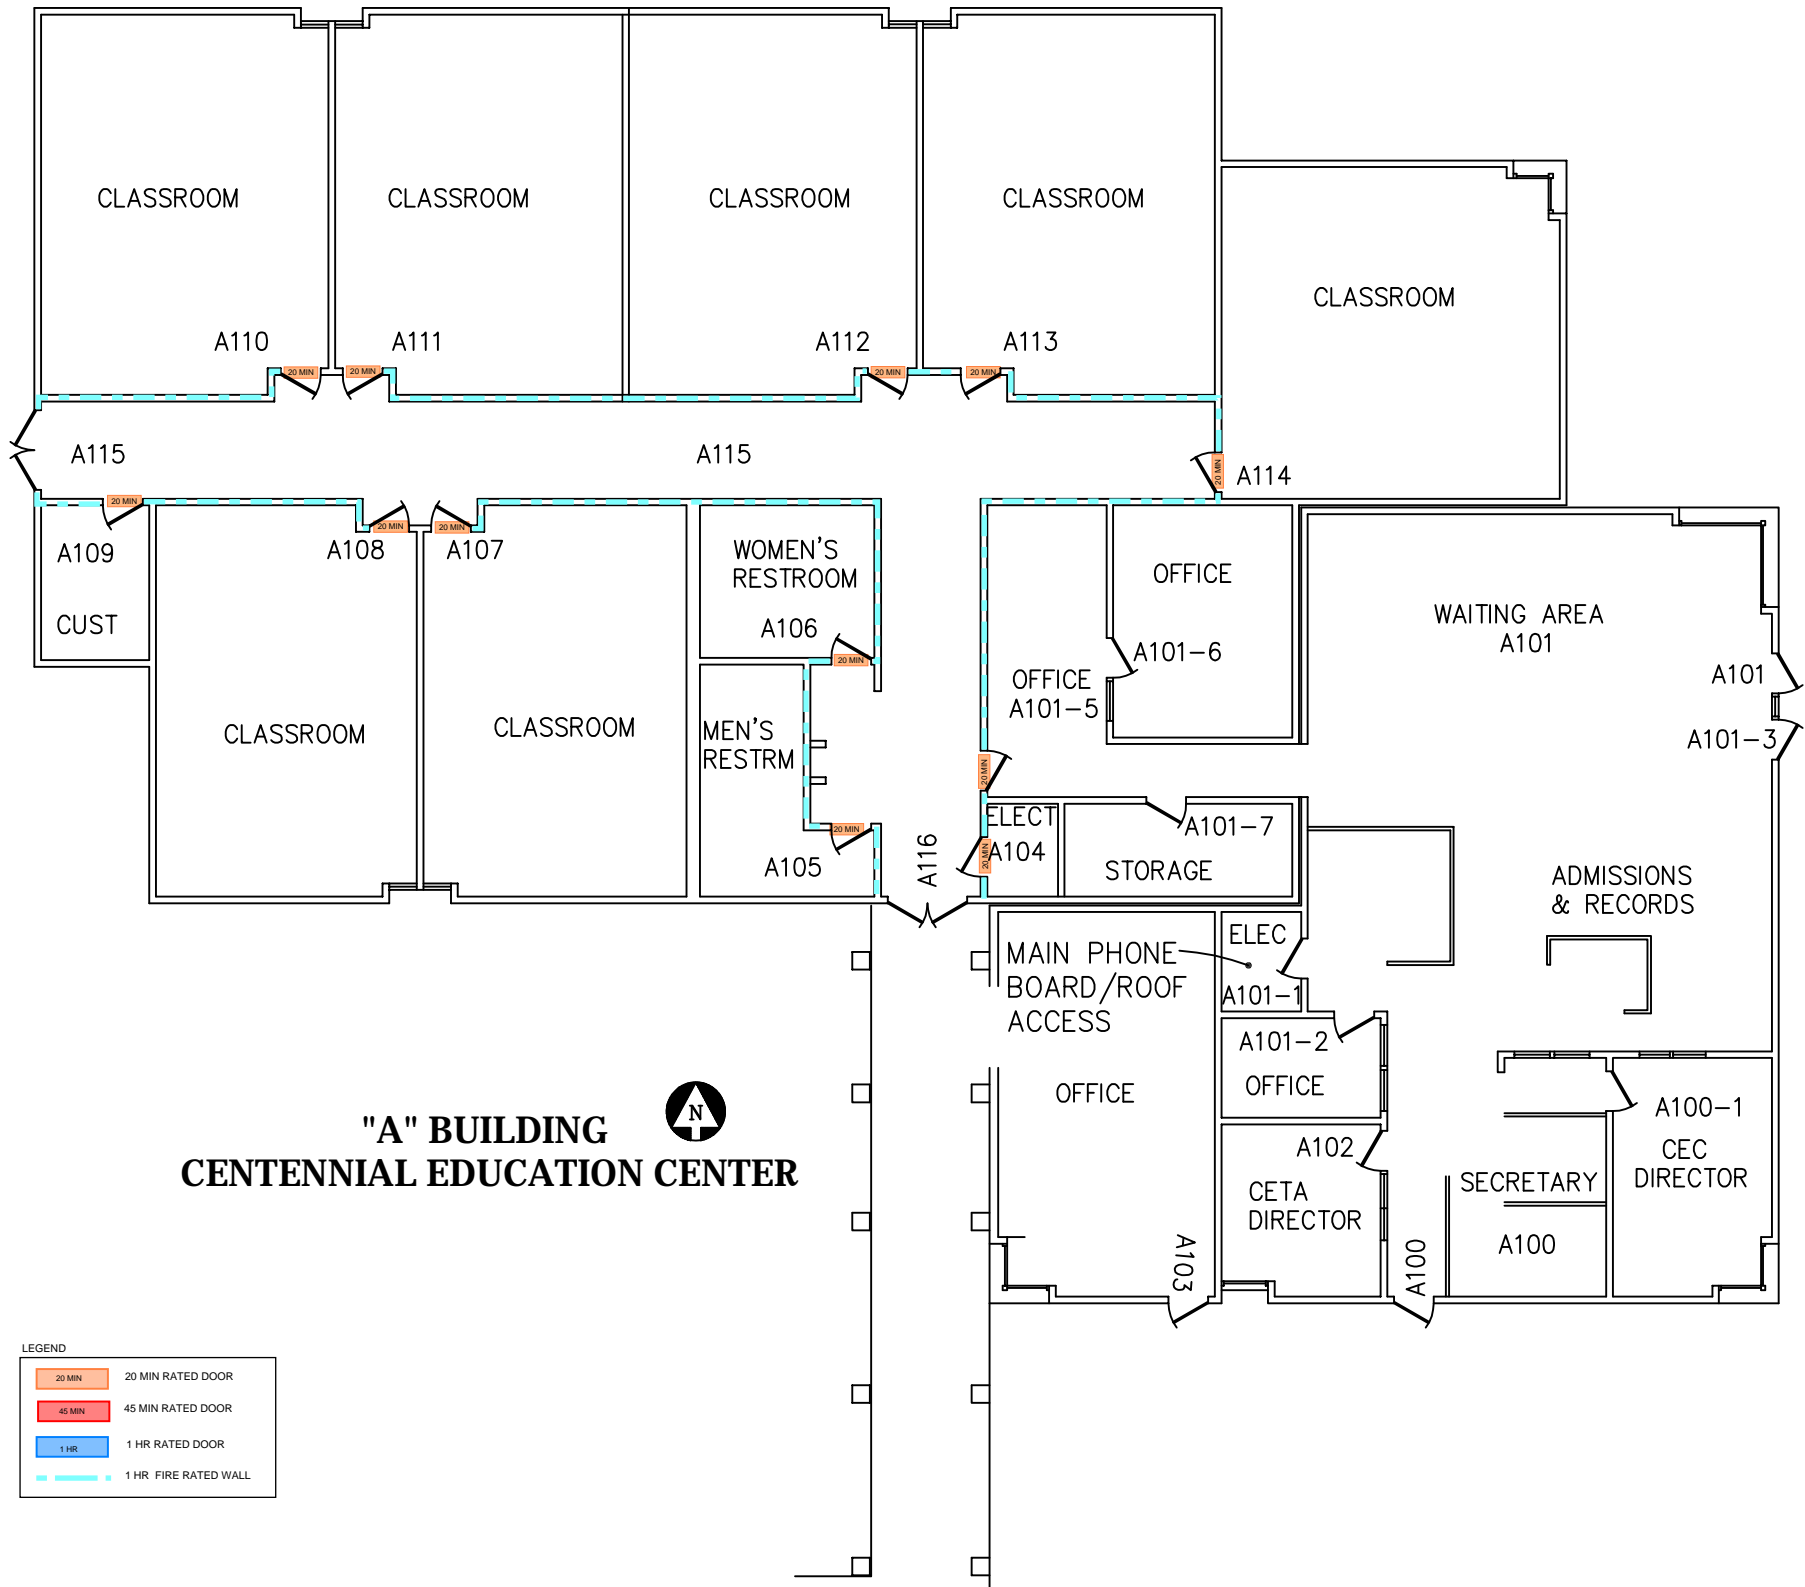 CLASSROOM
CLASSROOM
CLASSROOM
CLASSROOM
CLASSROOM
A110
A111
A112
A113
20 MIN
20 MIN
20 MIN
20 MIN
A115
A115
20 MIN
A114
20 MIN
20 MIN
20 MIN
A109
CUST
A108
A107
WOMEN'S
RESTROOM
A106
20 MIN
OFFICE
A101-6
OFFICE
A101-5
WAITING AREA
A101
A101
A101-3
CLASSROOM
CLASSROOM
MEN'S
RESTRM
20 MIN
20 MIN
A105
A116
ELECT
A104
20 MIN
A101-7
STORAGE
ADMISSIONS
& RECORDS
MAIN PHONE
BOARD/ROOF
ACCESS
ELEC
A101-1
A101-2
OFFICE
OFFICE
A102
CETA
DIRECTOR
A103
A100
SECRETARY
A100
A100-1
CEC
DIRECTOR
"A" BUILDING
N
CENTENNIAL EDUCATION CENTER
LEGEND
20 MIN 20 MIN RATED DOOR
45 MIN 45 MIN RATED DOOR
1 HR 1 HR RATED DOOR
1 HR FIRE RATED WALL